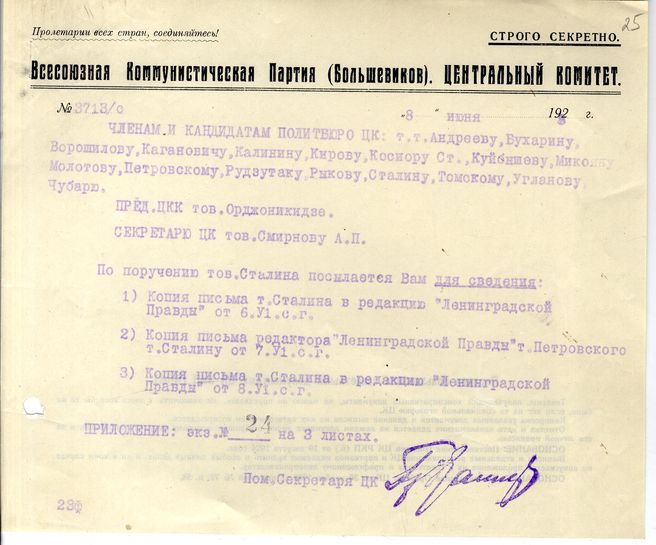 25
Пролетарии всех стран, соединяйтесь!
СТРОГО СЕКРЕТНО.
Всесоюзная Коммунистическая Партия (Большевиков). ЦЕНТРАЛЬНЫЙ КОМИТЕТ.
№ 3713/с „8" июня 192 г.
ЧЛЕНАМ И КАНДИДАТАМ ПОЛИТБЮРО ЦК: т.т.Андрееву,Бухарину,
Ворошилову,Кагановичу,Калинину,Кирову,Косиору Ст.,Куйбышеву,Микояну
Молотову,Петровскому,Рудзутаку,Рыкову,Сталину,Томскому,Угланову,
Чубарю.
ПРЕД.ЦКК тов.Орджоникидзе.
СЕКРЕТАРЮ ЦК тов.Смирнову А.П.
По поручению тов.Сталина посылается Вам для сведения:
1) Копия письма т.Сталина в редакцию "Ленинградской
Правды" от 6.У1.с.г.
2) Копия письма редактора"Ленинградской Правды"т.Петровского
т.Сталину от 7.У1.с.г.
3) Копия письма т.Сталина в редакцию "Ленинградской
Правды" от 8.У1.с.г.
ПРИЛОЖЕНИЕ: экз.№ 24 на 3 листах.
Пом.Секретаря ЦК
23ф